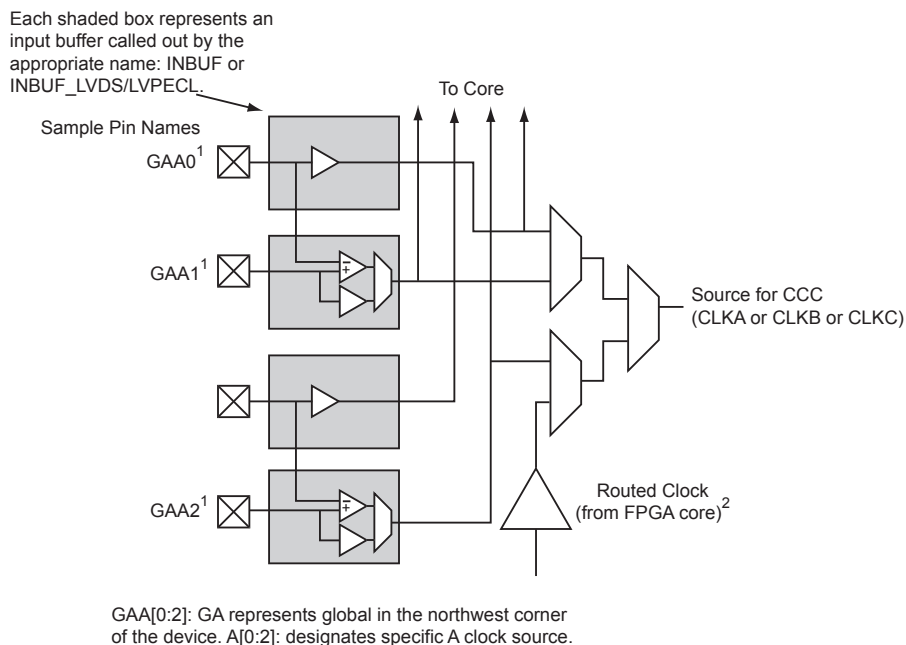 Each shaded box represents an
input buffer called out by the
appropriate name: INBUF or
INBUF_LVDS/LVPECL.
To Core
Sample Pin Names
GAA0¹
GAA1¹
− +
Source for CCC
(CLKA or CLKB or CLKC)
GAA2¹
− +
Routed Clock
(from FPGA core)²
GAA[0:2]: GA represents global in the northwest corner
of the device. A[0:2]: designates specific A clock source.